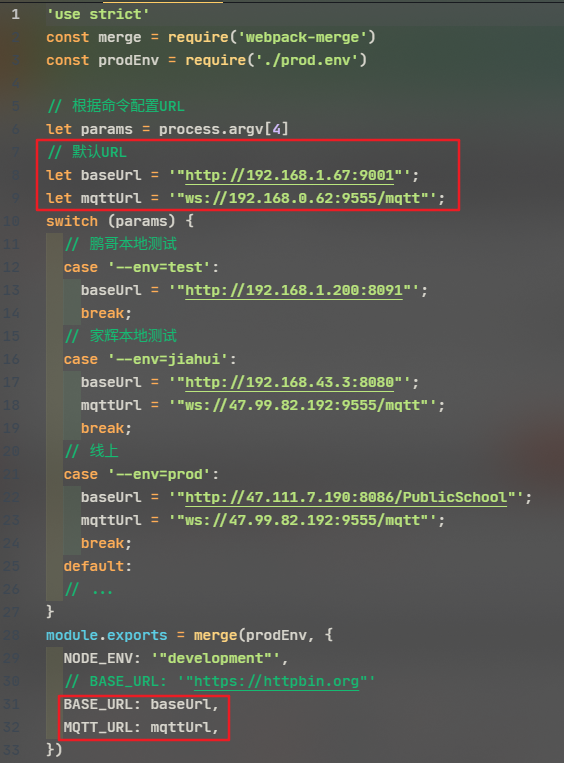 1 'use strict'
2 const merge = require('webpack-merge')
3 const prodEnv = require('./prod.env')
4
5 // 根据命令配置URL
6 let params = process.argv[4]
7 // 默认URL
8 let baseUrl = '"http://192.168.1.67:9001"';
9 let mqttUrl = '"ws://192.168.0.62:9555/mqtt"';
10 switch (params) {
11 // 鹏哥本地测试
12 case '--env=test':
13 baseUrl = '"http://192.168.1.200:8091"';
14 break;
15 // 家辉本地测试
16 case '--env=jiahui':
17 baseUrl = '"http://192.168.43.3:8080"';
18 mqttUrl = '"ws://47.99.82.192:9555/mqtt"';
19 break;
20 // 线上
21 case '--env=prod':
22 baseUrl = '"http://47.111.7.190:8086/PublicSchool"';
23 mqttUrl = '"ws://47.99.82.192:9555/mqtt"';
24 break;
25 default:
26 // ...
27 }
28 module.exports = merge(prodEnv, {
29 NODE_ENV: '"development"',
30 // BASE_URL: '"https://httpbin.org"'
31 BASE_URL: baseUrl,
32 MQTT_URL: mqttUrl,
33 })